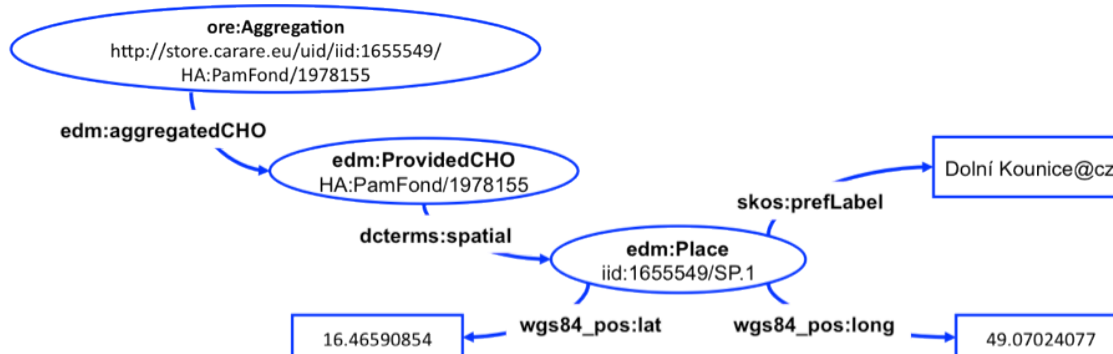 ore:Aggregation
http://store.carare.eu/uid/iid:1655549/
HA:PamFond/1978155
edm:aggregatedCHO
edm:ProvidedCHO
HA:PamFond/1978155
Dolní Kounice@cz
skos:prefLabel
dcterms:spatial
edm:Place
iid:1655549/SP.1
wgs84_pos:lat
wgs84_pos:long
16.46590854
49.07024077